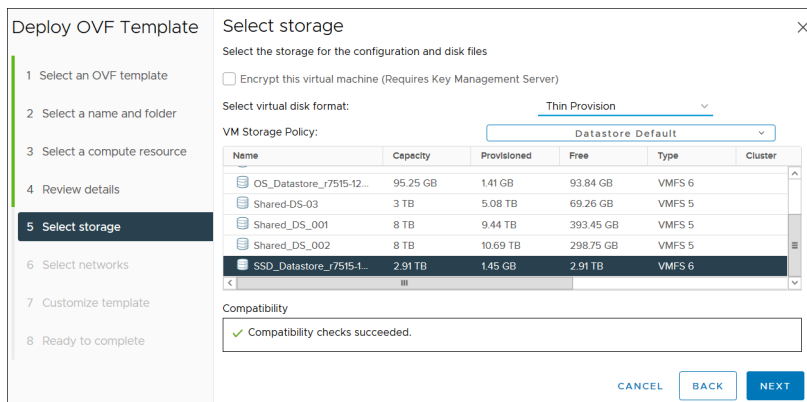 Deploy OVF Template
1 Select an OVF template
2 Select a name and folder
3 Select a compute resource
4 Review details
5 Select storage
6 Select networks
7 Customize template
8 Ready to complete
Select storage
Select the storage for the configuration and disk files
Encrypt this virtual machine (Requires Key Management Server)
Select virtual disk format: Thin Provision
VM Storage Policy: Datastore Default
Name Capacity Provisioned Free Type Cluster
OS_Datastore_r7515-12... 95.25 GB 1.41 GB 93.84 GB VMFS 6
Shared-DS-03 3 TB 5.08 TB 69.26 GB VMFS 5
Shared_DS_001 8 TB 9.44 TB 393.45 GB VMFS 5
Shared_DS_002 8 TB 10.69 TB 298.75 GB VMFS 5
SSD_Datastore_r7515-1... 2.91 TB 1.45 GB 2.91 TB VMFS 6
Compatibility
Compatibility checks succeeded.
CANCEL BACK NEXT